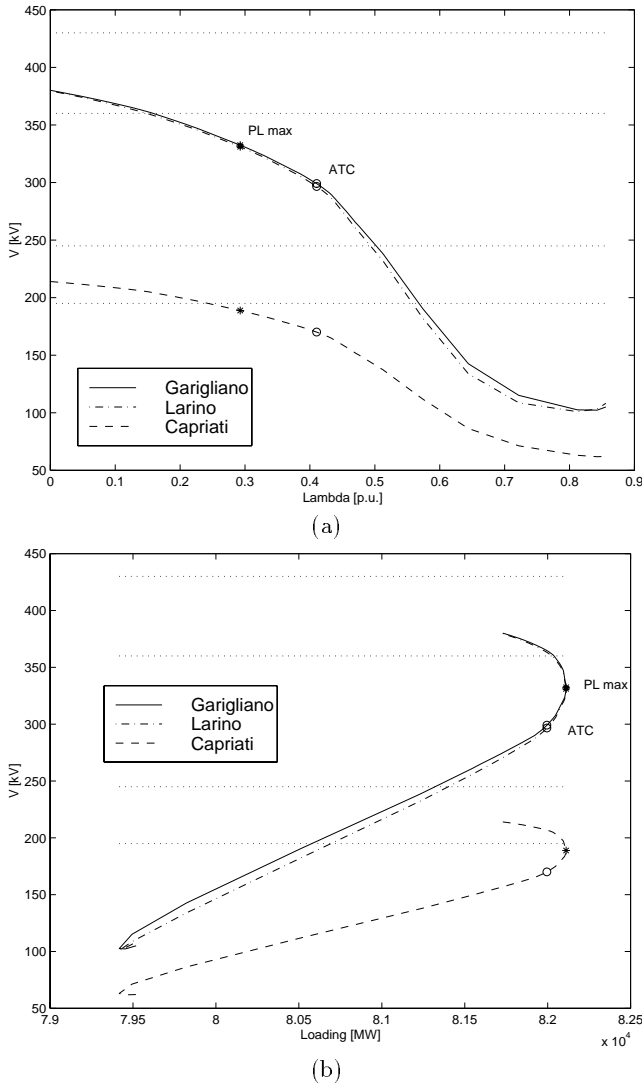 450
400
350
300
250
200
150
100
50
V [kV]
PL max
ATC
Garigliano
Larino
Capriati
0 0.1 0.2 0.3 0.4 0.5 0.6 0.7 0.8 0.9
Lambda [p.u.]
(a)
450
400
350
300
250
200
150
100
50
V [kV]
PL max
ATC
Garigliano
Larino
Capriati
7.9 7.95 8 8.05 8.1 8.15 8.2 8.25
Loading [MW]
x 10^4
(b)